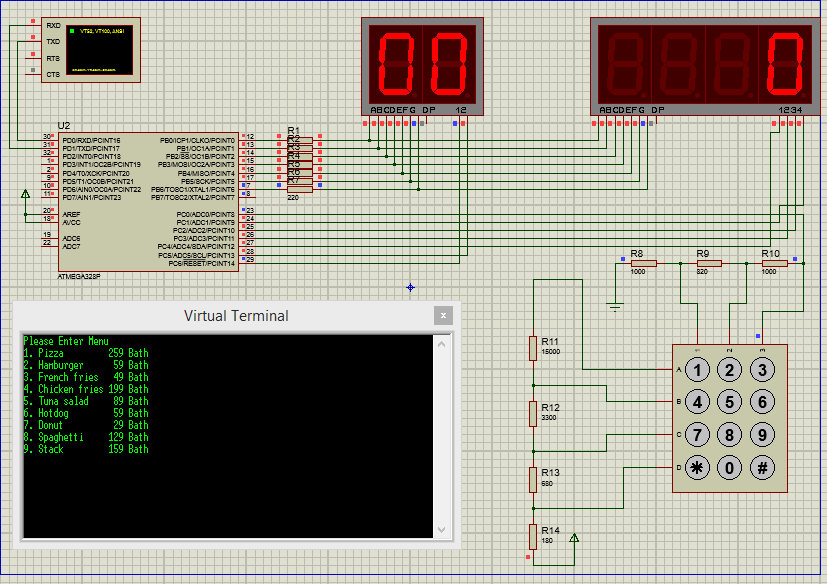 RXD
TXD
RTS
CTS
VT52, VT100, ANSI
ABCDEFG DP
12
ABCDEFG DP
1234
U2
30
31
32
1
2
9
10
11
20
18
19
22
PD0/RXD/PCINT16
PD1/TXD/PCINT17
PD2/INT0/PCINT18
PD3/INT1/OC2B/PCINT19
PD4/T0/XCK/PCINT20
PD5/T1/OC0B/PCINT21
PD6/AIN0/OC0A/PCINT22
PD7/AIN1/PCINT23
AREF
AVCC
ADC6
ADC7
PB0/ICP1/CLKO/PCINT0
PB1/OC1A/PCINT1
PB2/SS/OC1B/PCINT2
PB3/MOSI/OC2A/PCINT3
PB4/MISO/PCINT4
PB5/SCK/PCINT5
PB6/TOSC1/XTAL1/PCINT6
PB7/TOSC2/XTAL2/PCINT7
PC0/ADC0/PCINT8
PC1/ADC1/PCINT9
PC2/ADC2/PCINT10
PC3/ADC3/PCINT11
PC4/ADC4/SDA/PCINT12
PC5/ADC5/SCL/PCINT13
PC6/RESET/PCINT14
12
13
14
15
16
17
7
8
23
24
25
26
27
28
29
ATMEGA328P
R1
220
R8
1000
R9
820
R10
1000
R11
15000
R12
3300
R13
680
R14
180
1
2
3
A
B
C
D
1 2 3
4 5 6
7 8 9
* 0 #
Virtual Terminal
x
Please Enter Menu
1. Pizza 259 Bath
2. Hamburger 59 Bath
3. French fries 49 Bath
4. Chicken fries 199 Bath
5. Tuna salad 89 Bath
6. Hotdog 59 Bath
7. Donut 29 Bath
8. Spaghetti 129 Bath
9. Stack 159 Bath
00
0